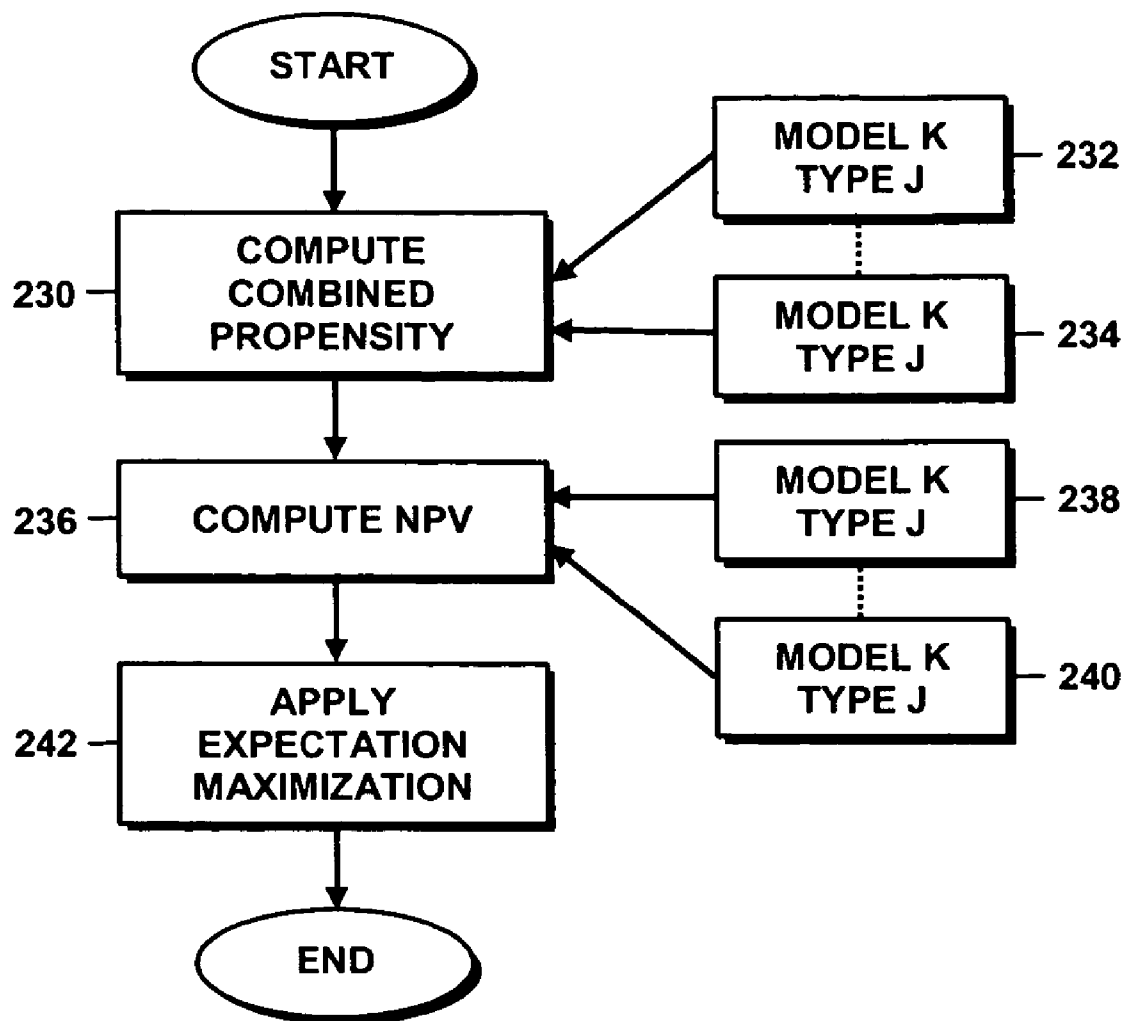 START
MODEL K
TYPE J
232
COMPUTE
COMBINED
PROPENSITY
230
MODEL K
TYPE J
234
COMPUTE NPV
236
MODEL K
TYPE J
238
MODEL K
TYPE J
240
APPLY
EXPECTATION
MAXIMIZATION
242
END